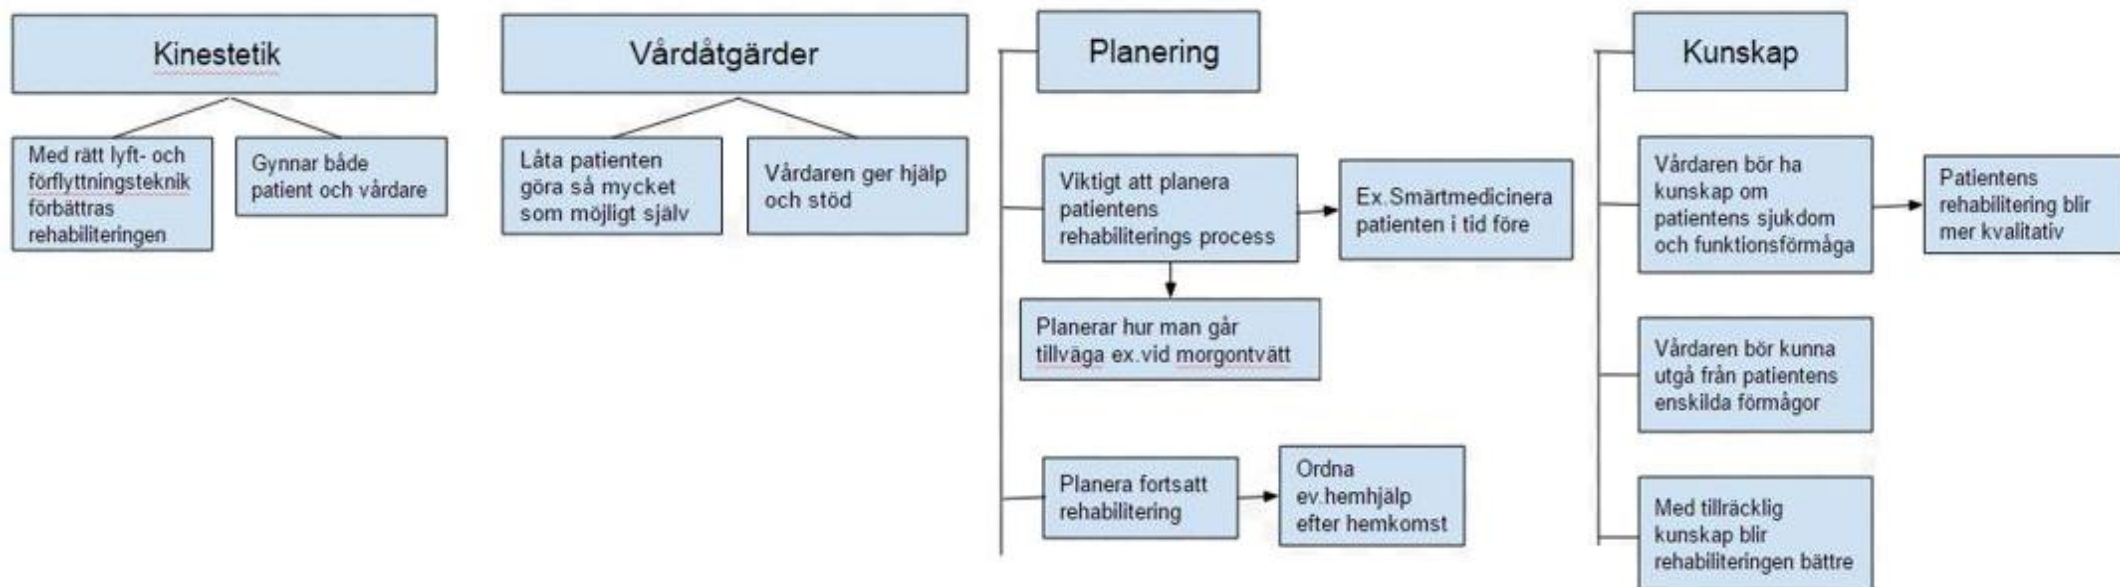 Kinestetik
Med rätt lyft- och
förflyttningsteknik
förbättras
rehabiliteringen
Gynnar både
patient och vårdare
Vårdåtgärder
Låta patienten
göra så mycket
som möjligt själv
Vårdaren ger hjälp
och stöd
Planering
Viktigt att planera
patientens
rehabiliterings process
Ex.Smärtmedicinera
patienten i tid före
Planerar hur man går
tillväga ex.vid morgontvätt
Planera fortsatt
rehabilitering
Ordna
ev.hemhjälp
efter hemkomst
Kunskap
Vårdaren bör ha
kunskap om
patientens sjukdom
och funktionsförmåga
Patientens
rehabilitering blir
mer kvalitativ
Vårdaren bör kunna
utgå från patientens
enskilda förmågor
Med tillräcklig
kunskap blir
rehabiliteringen bättre